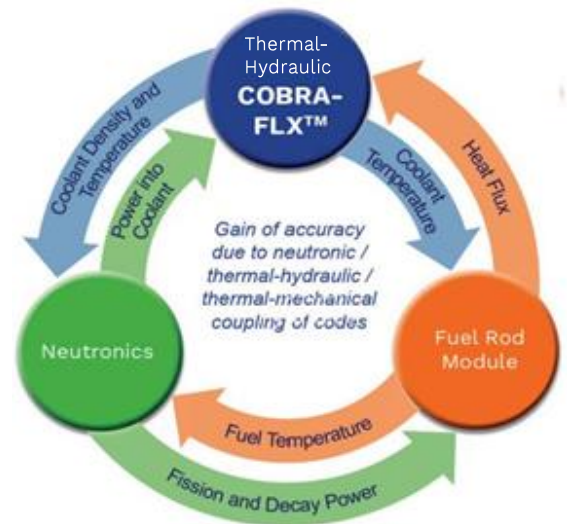 Thermal-
Hydraulic
COBRA-
FLX™
Coolant Density and
Temperature
Power into
Coolant
Coolant
Temperature
Heat Flux
Gain of accuracy
due to neutronic /
thermal-hydraulic /
thermal-mechanical
coupling of codes
Neutronics
Fuel Rod
Module
Fuel Temperature
Fission and Decay Power